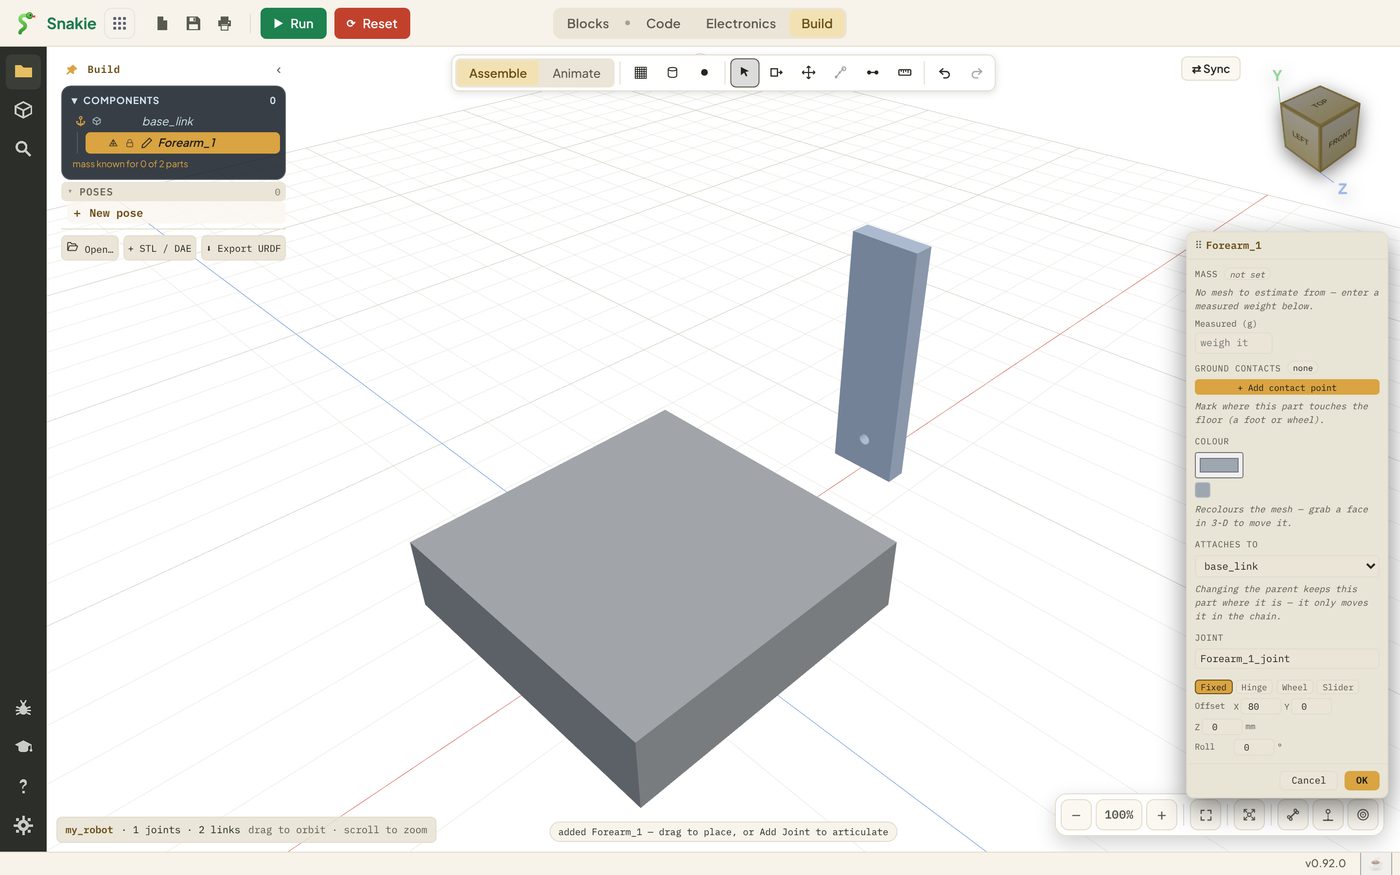 Snakie
Run
Reset
Blocks
Code
Electronics
Build
Build
COMPONENTS 0
base_link
Forearm_1
mass known for 0 of 2 parts
POSES 0
+ New pose
Open…
+ STL / DAE
Export URDF
Assemble
Animate
Sync
Y
TOP
LEFT
FRONT
Z
Forearm_1
MASS not set
No mesh to estimate from — enter a
measured weight below.
Measured (g)
weigh it
GROUND CONTACTS none
+ Add contact point
Mark where this part touches the
floor (a foot or wheel).
COLOUR
Recolours the mesh — grab a face
in 3-D to move it.
ATTACHES TO
base_link
Changing the parent keeps this
part where it is — it only moves
it in the chain.
JOINT
Forearm_1_joint
Fixed Hinge Wheel Slider
Offset X 80 Y 0
Z 0 mm
Roll 0 °
Cancel
OK
− 100% +
my_robot · 1 joints · 2 links drag to orbit · scroll to zoom
added Forearm_1 — drag to place, or Add Joint to articulate
v0.92.0